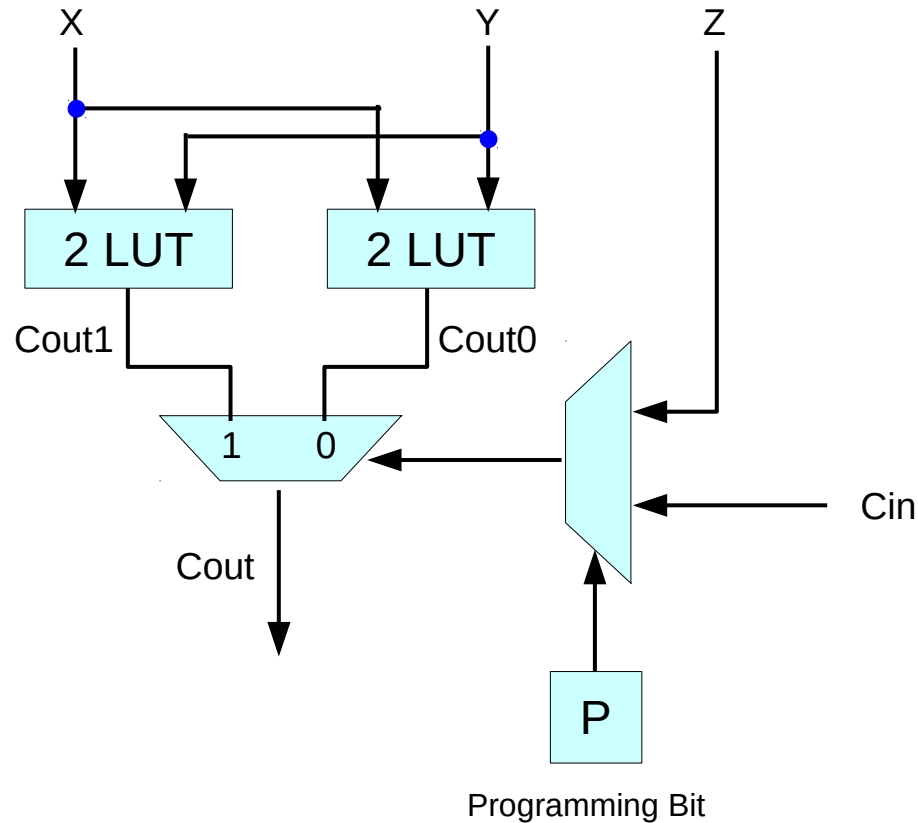 X
Y
Z
2 LUT
2 LUT
Cout1
Cout0
1
0
Cin
Cout
P
Programming Bit